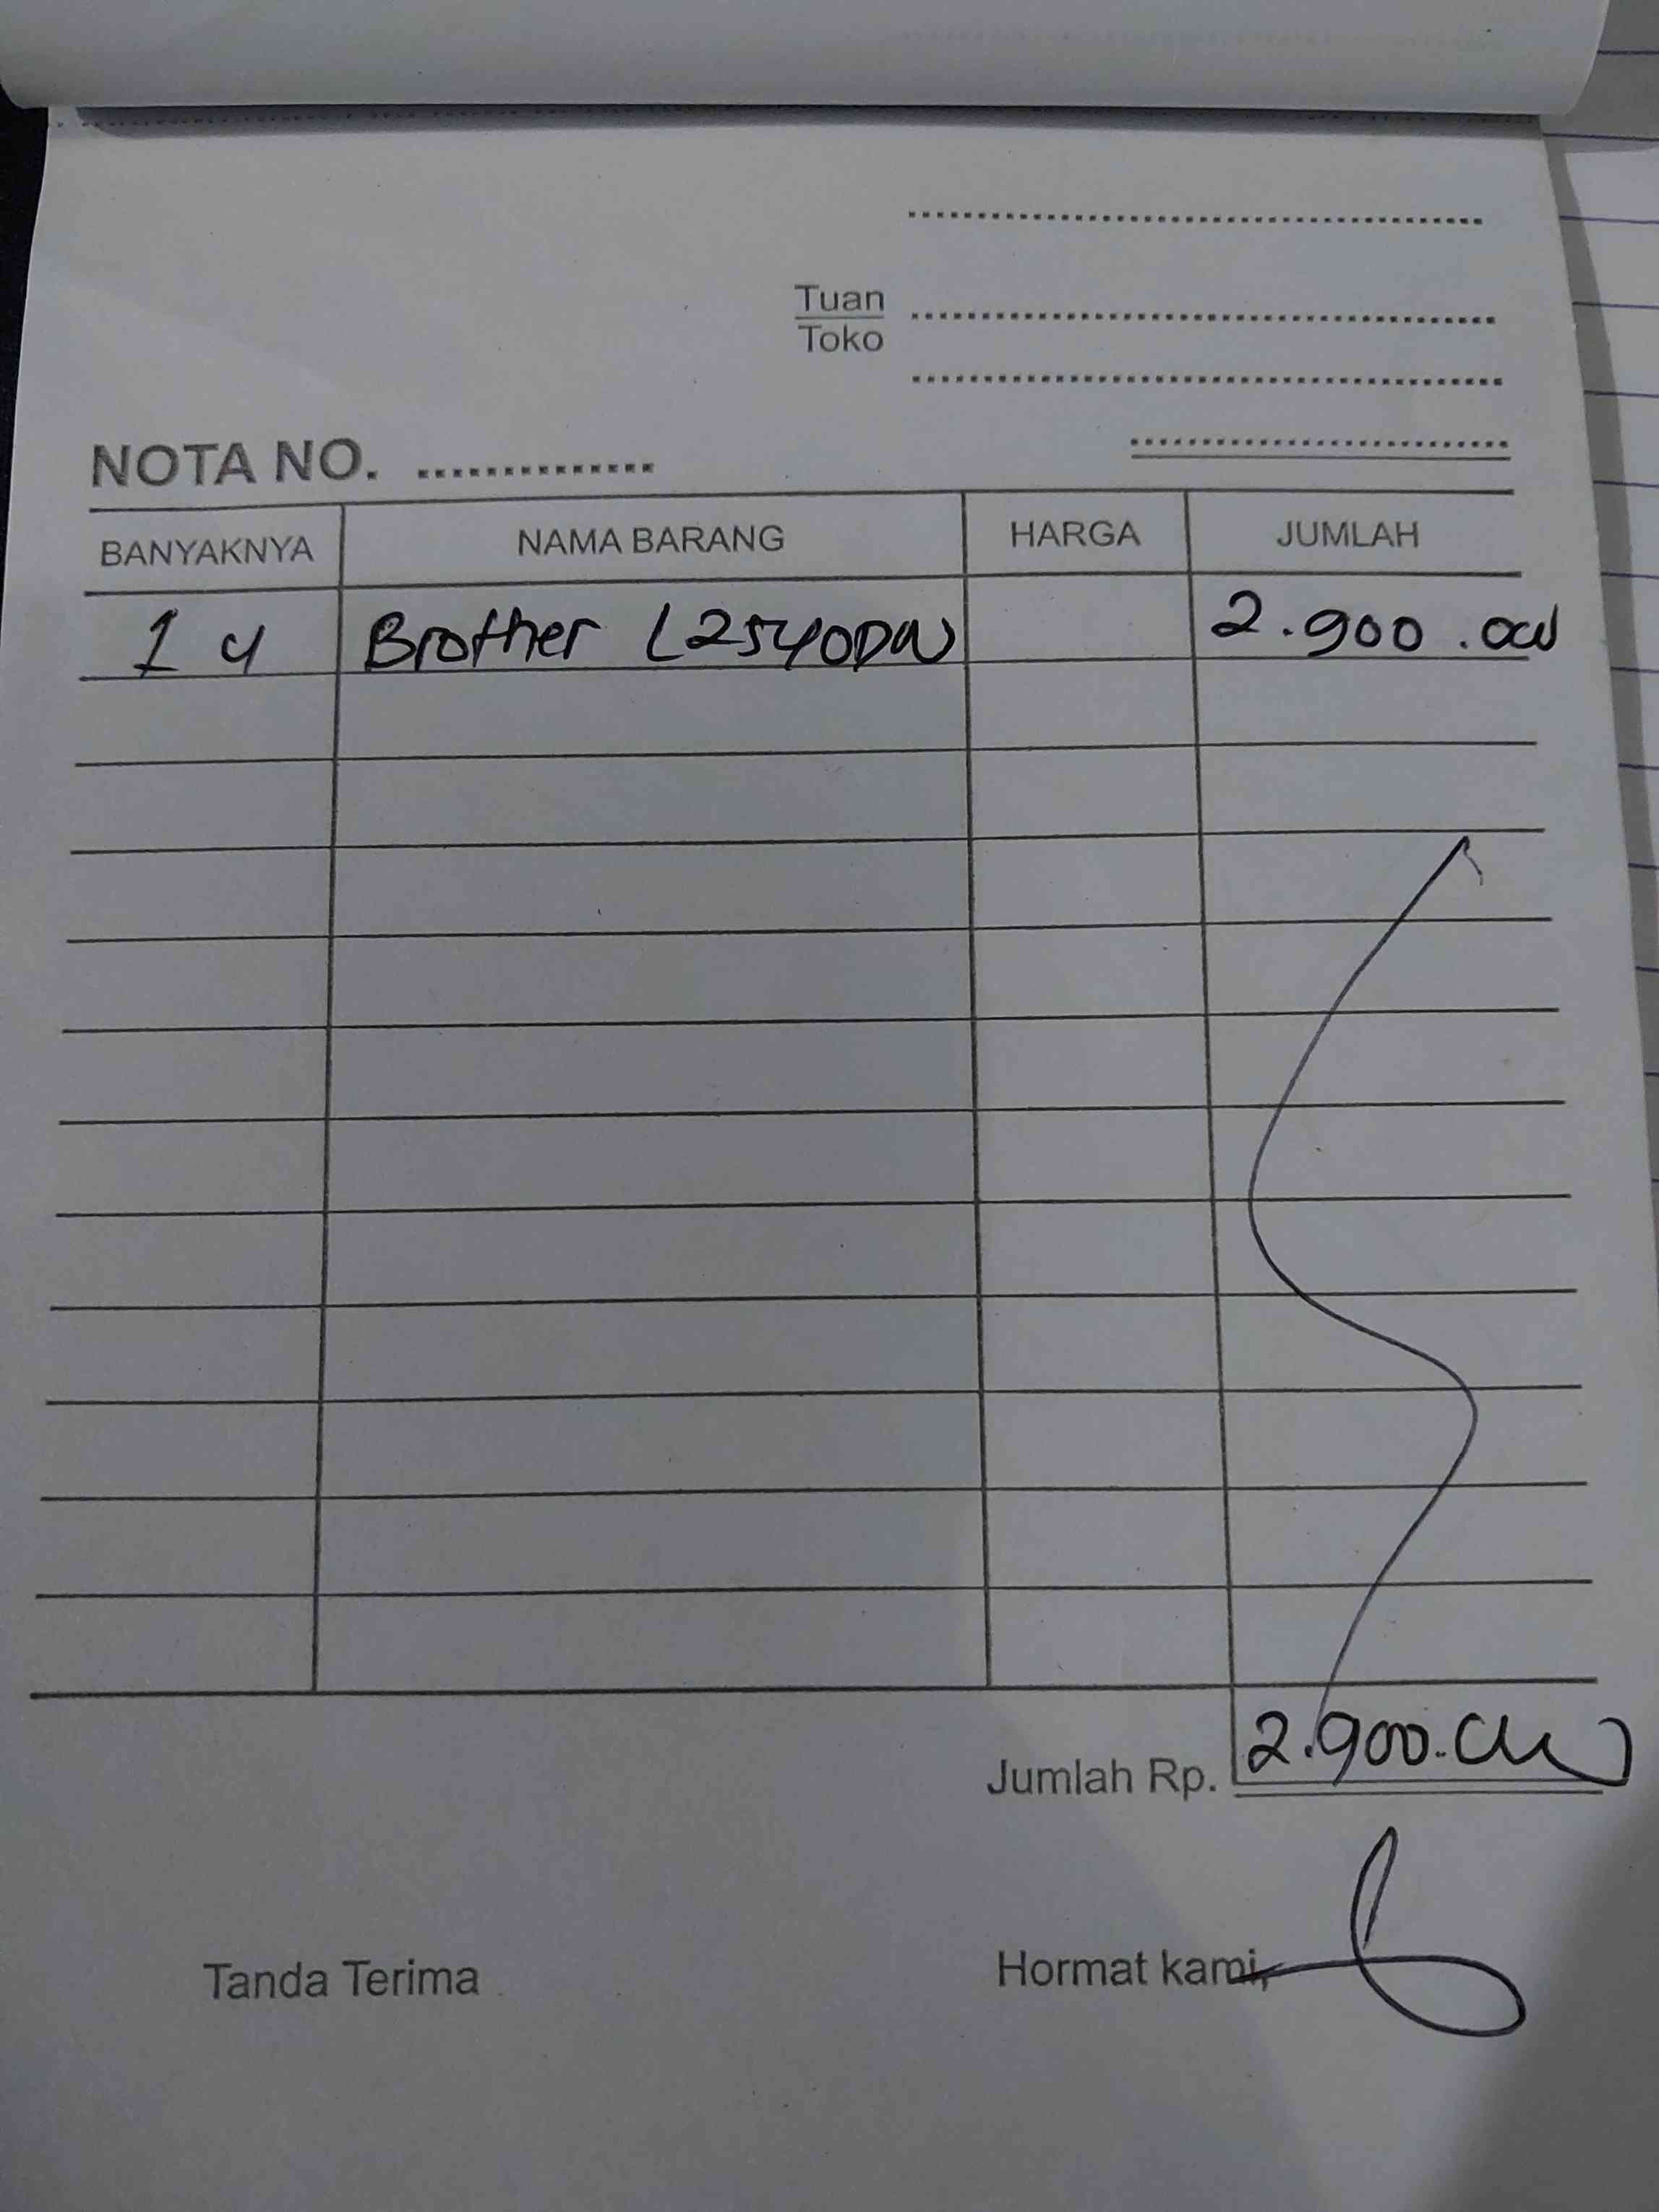 Tuan
Toko
NOTA NO. ..............
BANYAKNYA NAMA BARANG HARGA JUMLAH
1 u Brother L2540DW 2.900.000
Jumlah Rp. 2.900.000
Tanda Terima Hormat kami,